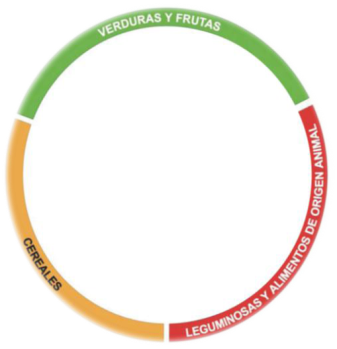 VERDURAS Y FRUTAS
LEGUMINOSAS Y ALIMENTOS DE ORIGEN ANIMAL
CEREALES